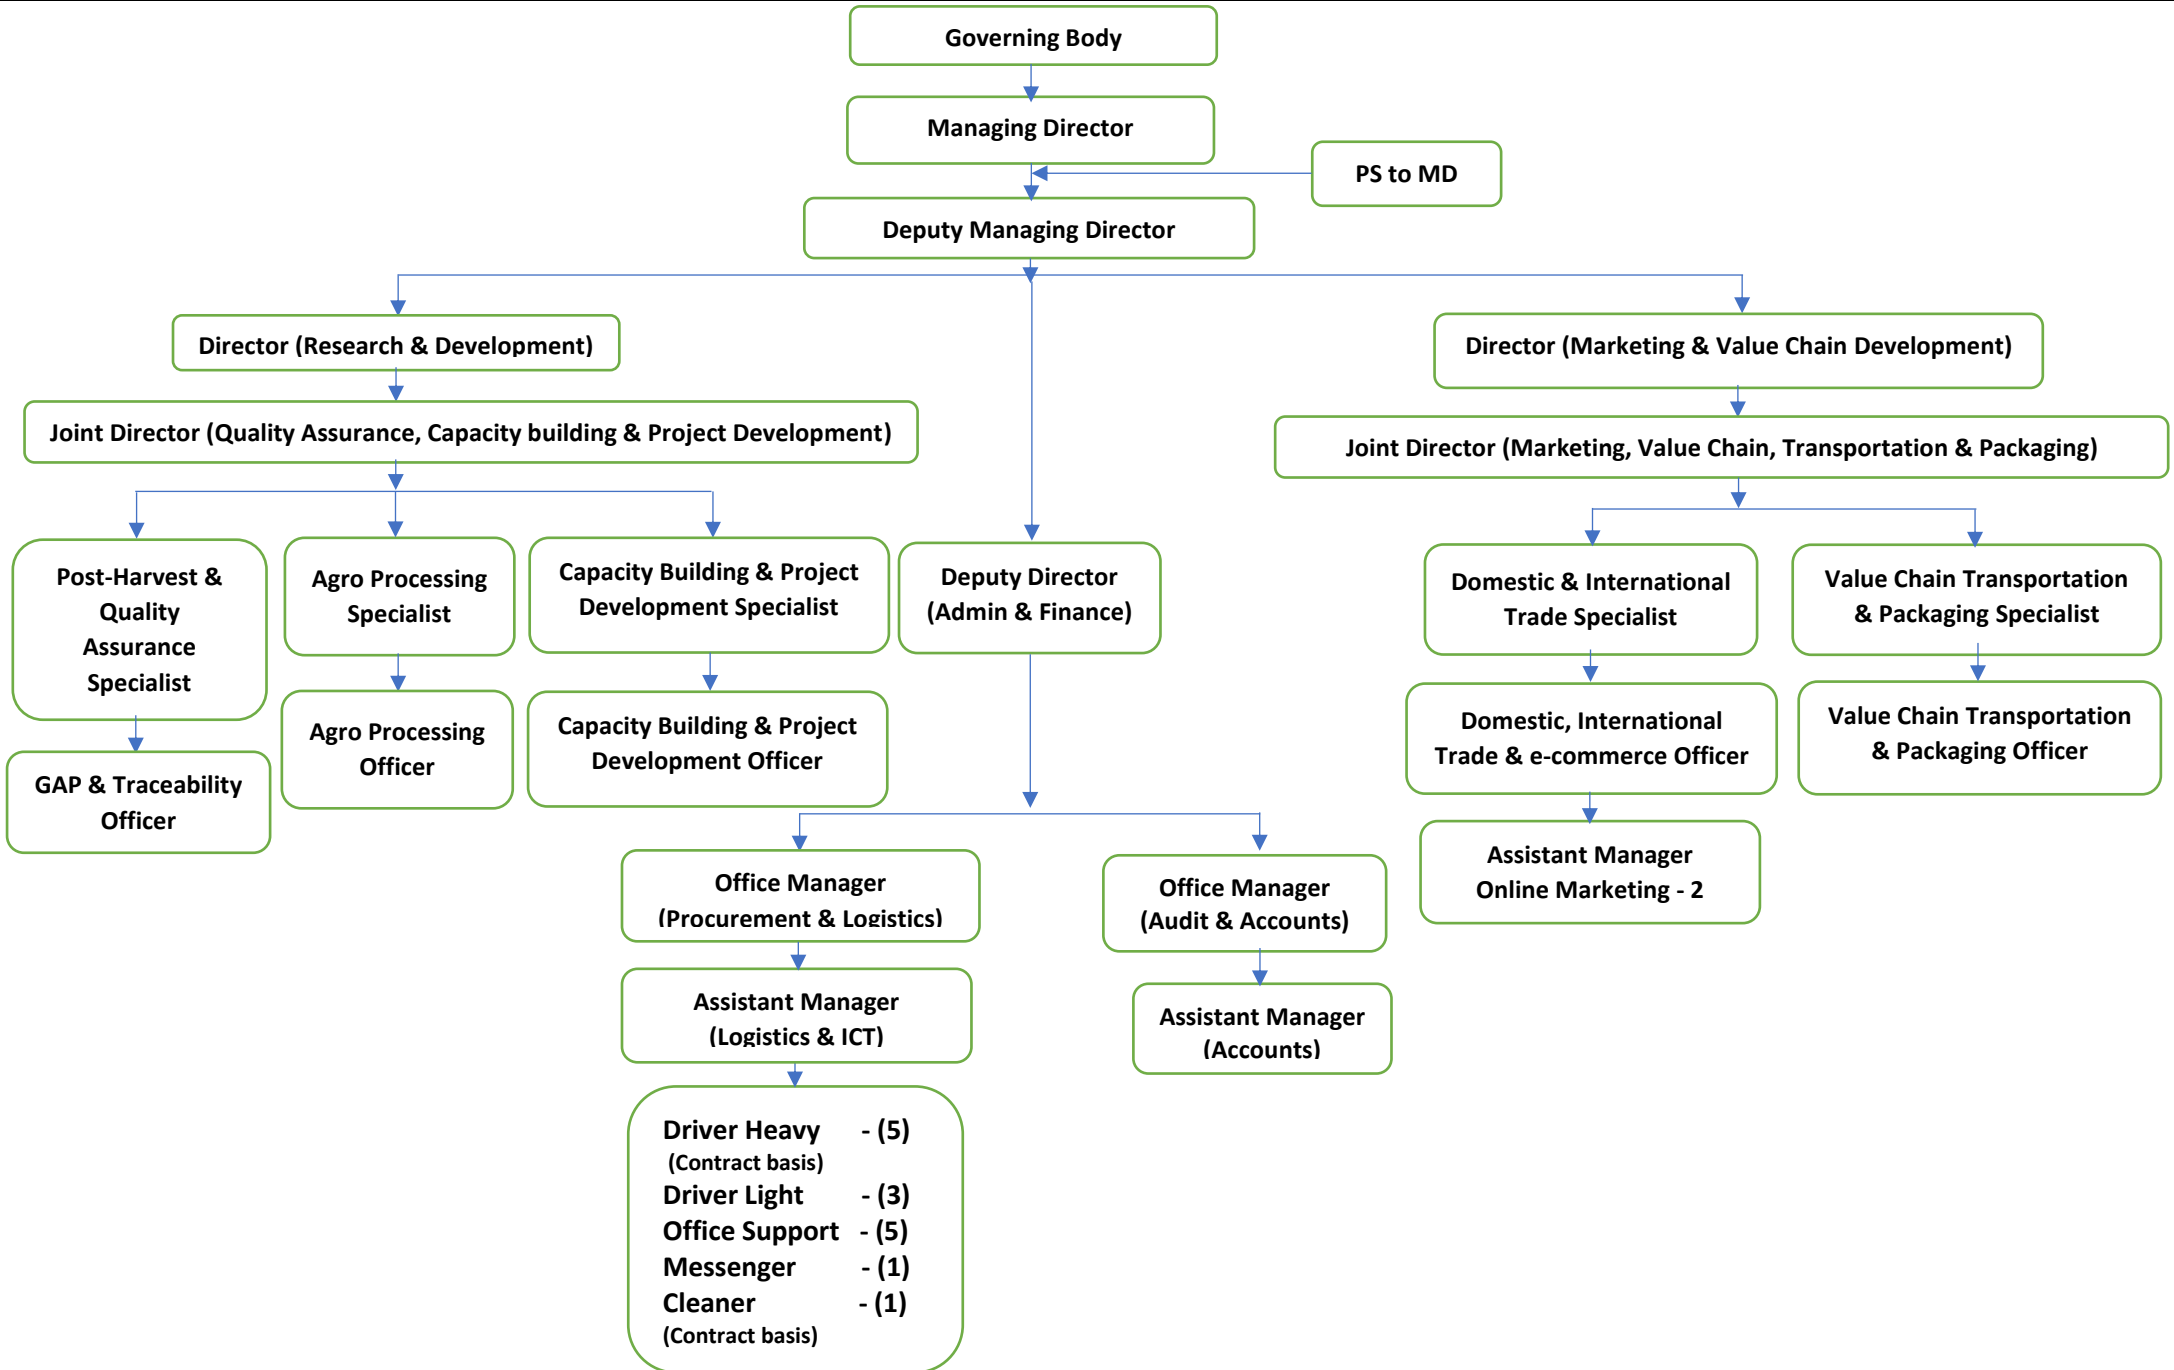 Governing Body
Managing Director
PS to MD
Deputy Managing Director
Director (Research & Development)
Director (Marketing & Value Chain Development)
Joint Director (Quality Assurance, Capacity building & Project Development)
Joint Director (Marketing, Value Chain, Transportation & Packaging)
Post-Harvest &
Quality
Assurance
Specialist
Agro Processing
Specialist
Capacity Building & Project
Development Specialist
Deputy Director
(Admin & Finance)
Domestic & International
Trade Specialist
Value Chain Transportation
& Packaging Specialist
GAP & Traceability
Officer
Agro Processing
Officer
Capacity Building & Project
Development Officer
Domestic, International
Trade & e-commerce Officer
Value Chain Transportation
& Packaging Officer
Office Manager
(Procurement & Logistics)
Office Manager
(Audit & Accounts)
Assistant Manager
Online Marketing - 2
Assistant Manager
(Logistics & ICT)
Assistant Manager
(Accounts)
Driver Heavy - (5)
(Contract basis)
Driver Light - (3)
Office Support - (5)
Messenger - (1)
Cleaner - (1)
(Contract basis)